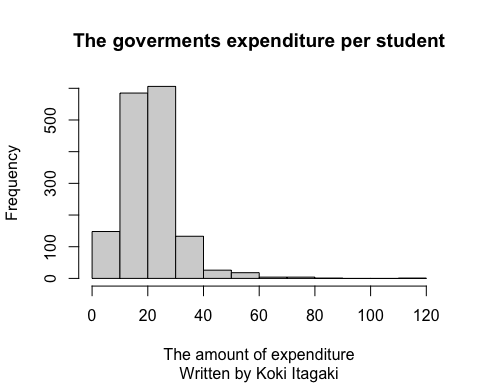 The goverments expenditure per student
Frequency
500
300
100
0
0 20 40 60 80 100 120
The amount of expenditure
Written by Koki Itagaki